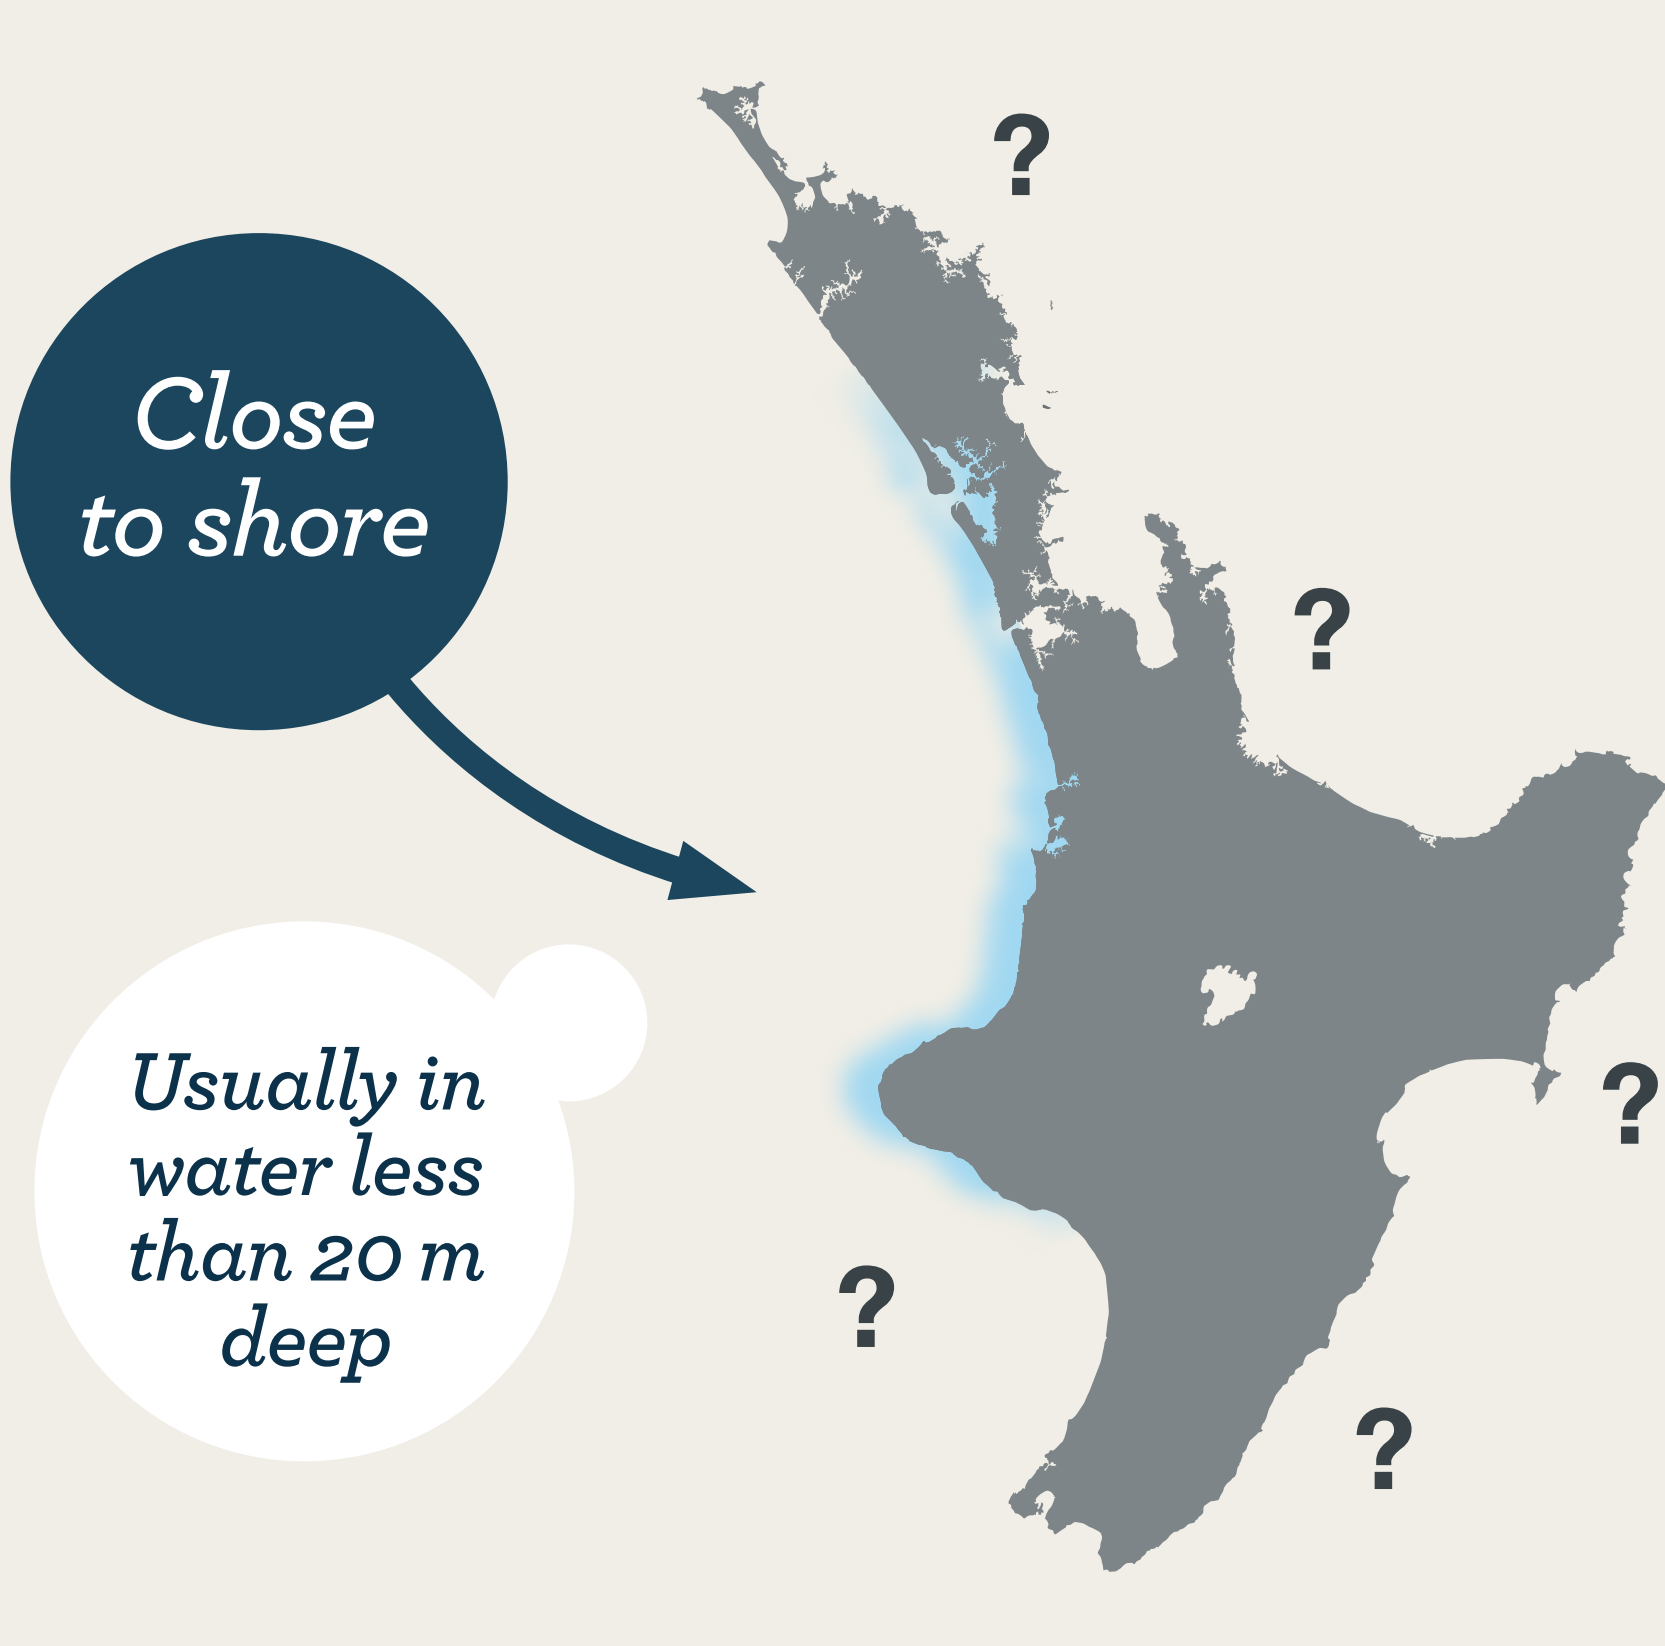 Close
to shore
Usually in
water less
than 20 m
deep
?
?
?
?
?